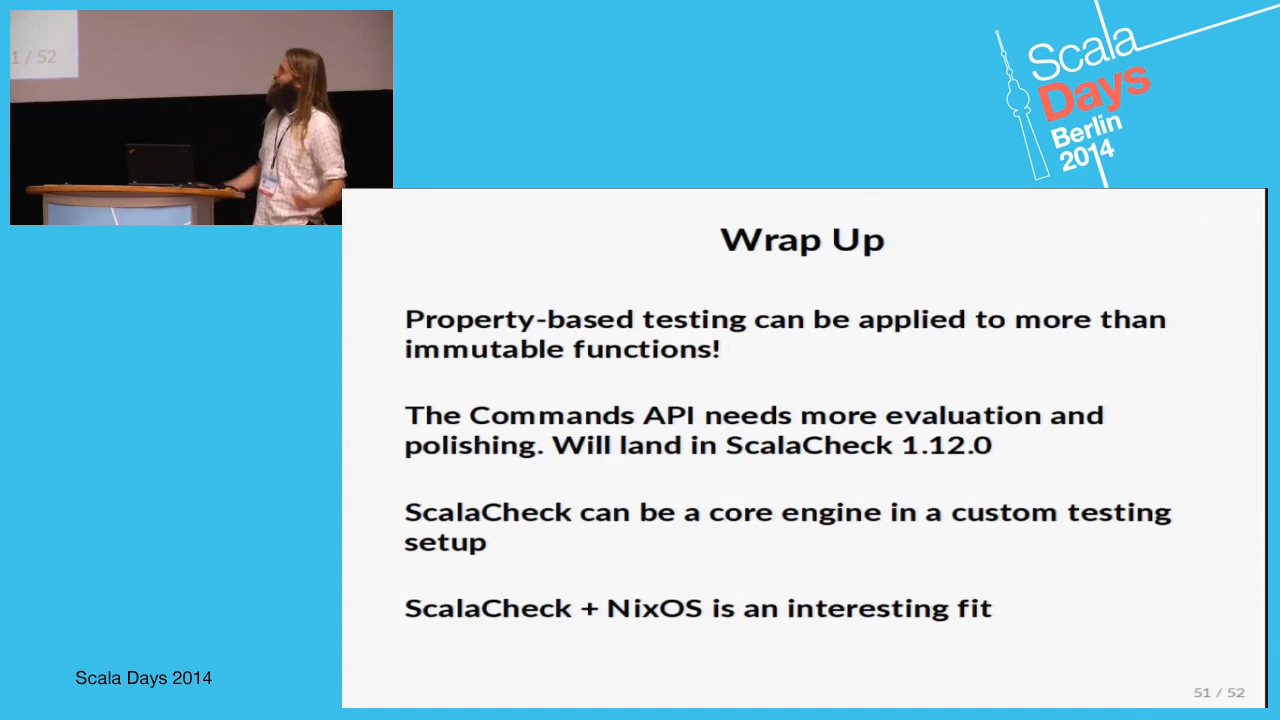 1 / 52
Scala
Days
Berlin
2014
Wrap Up
Property-based testing can be applied to more than
immutable functions!
The Commands API needs more evaluation and
polishing. Will land in ScalaCheck 1.12.0
ScalaCheck can be a core engine in a custom testing
setup
ScalaCheck + NixOS is an interesting fit
51 / 52
Scala Days 2014